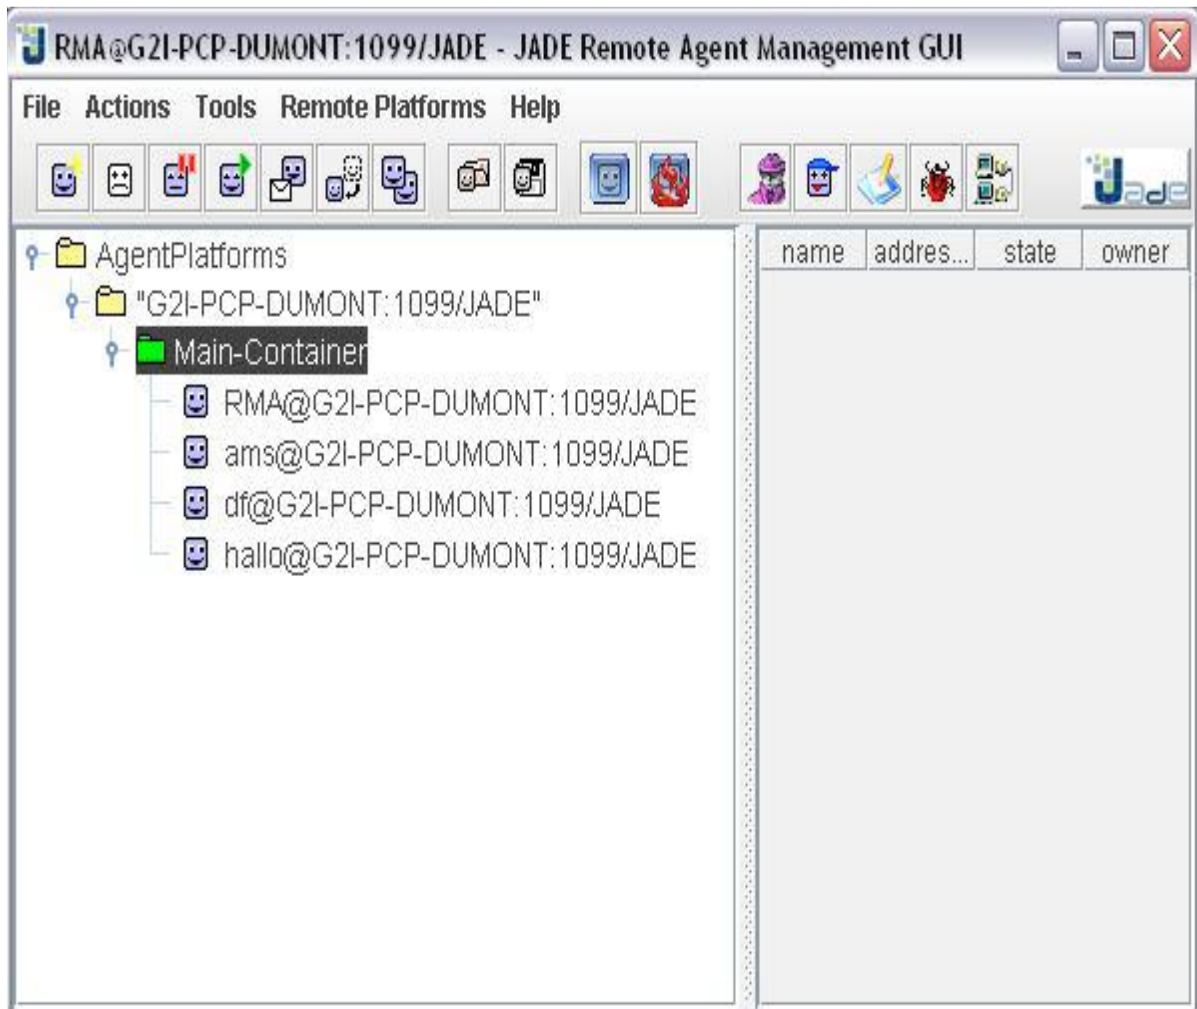 RMA@G2I-PCP-DUMONT:1099/JADE - JADE Remote Agent Management GUI
File Actions Tools Remote Platforms Help
Jade
AgentPlatforms
"G2I-PCP-DUMONT:1099/JADE"
Main-Container
RMA@G2I-PCP-DUMONT:1099/JADE
ams@G2I-PCP-DUMONT:1099/JADE
df@G2I-PCP-DUMONT:1099/JADE
hallo@G2I-PCP-DUMONT:1099/JADE
name addres... state owner